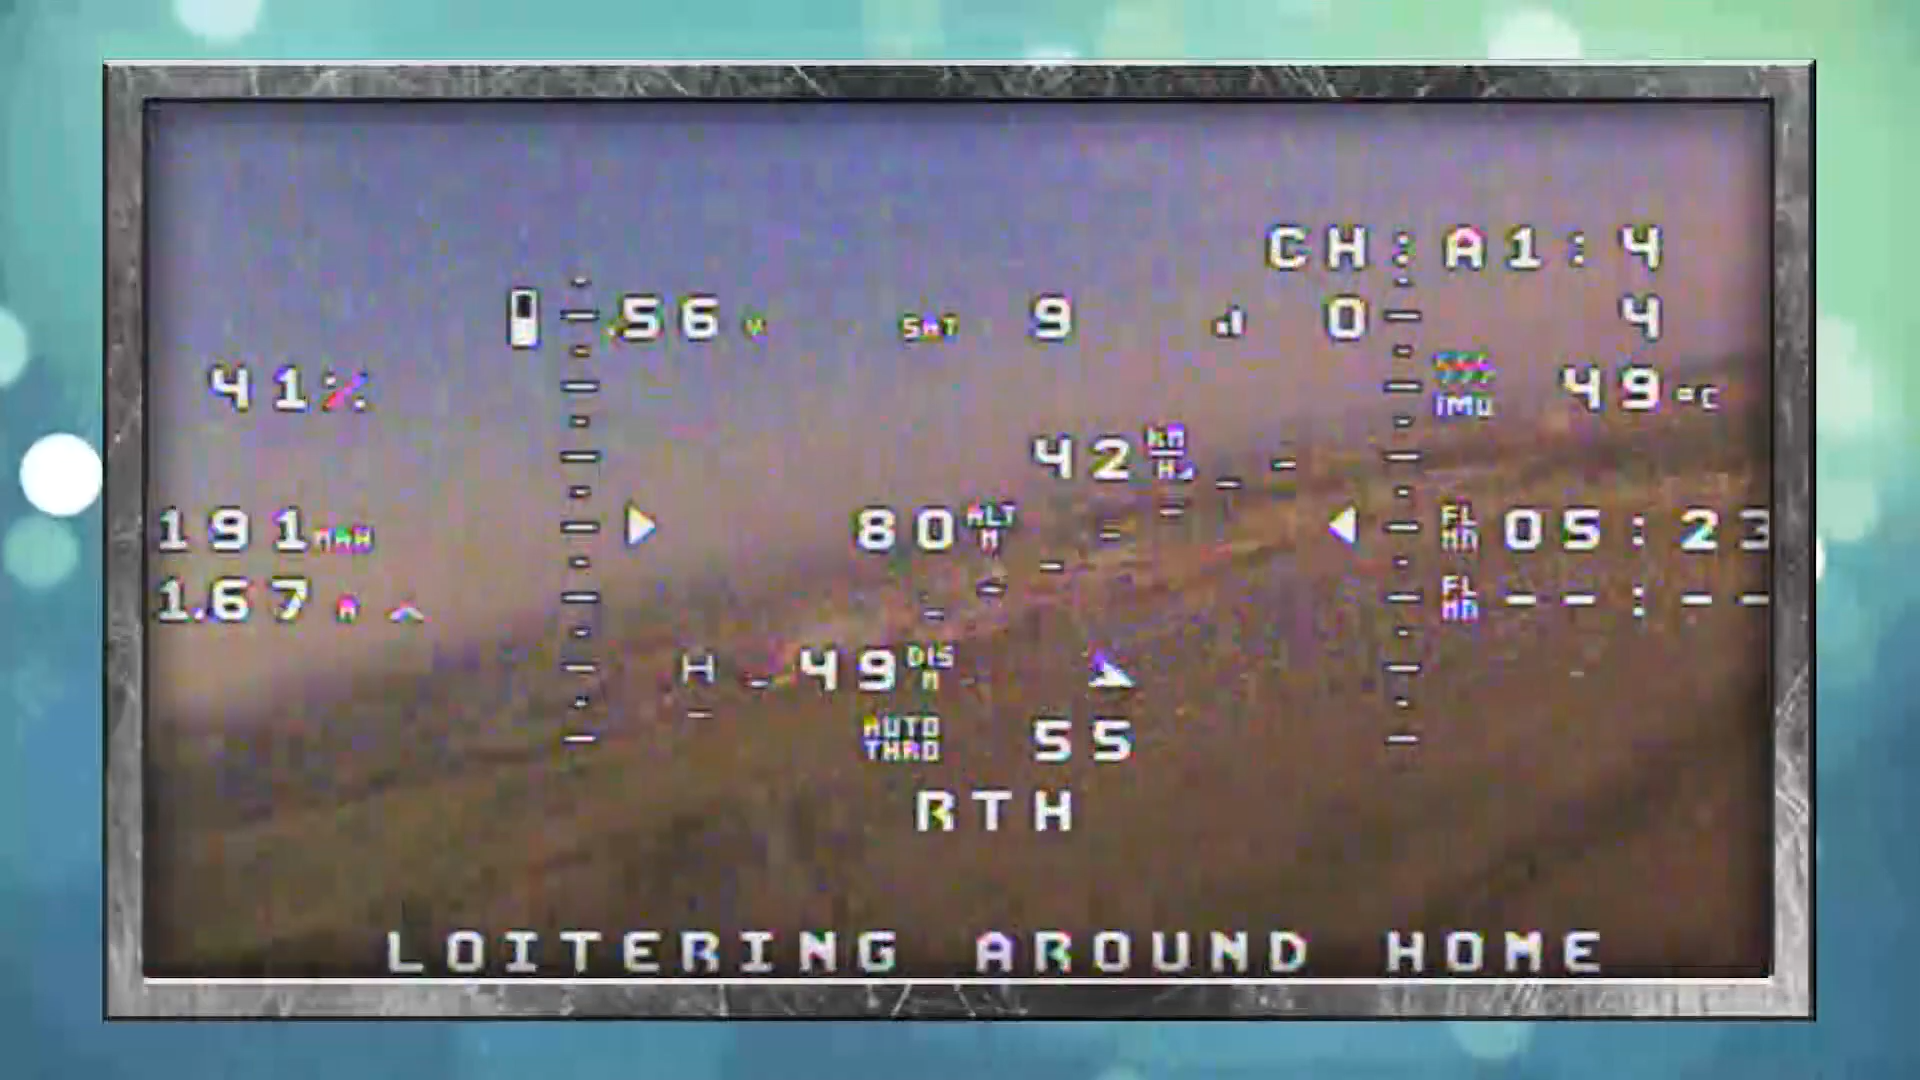 CH:A1:4
.56 V SAT 9 0 4
41% IMU 49 °C
42 KM H
191 MAH 80 ALT M FL MN 05:23
1.67 A FL MN --:--
H 49 DIS M
AUTO THRO 55
RTH
LOITERING AROUND HOME